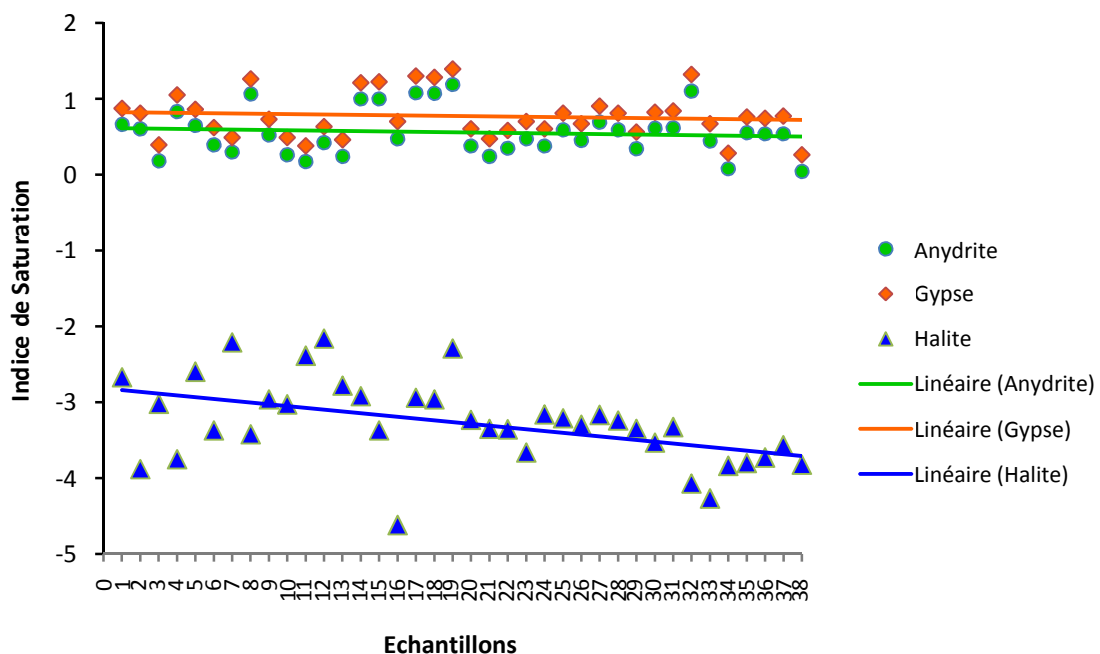 2
1
0
-1
-2
-3
-4
-5
Indice de Saturation
0 1 2 3 4 5 6 7 8 9 10 11 12 13 14 15 16 17 18 19 20 21 22 23 24 25 26 27 28 29 30 31 32 33 34 35 36 37 38
Echantillons
Anydrite
Gypse
Halite
Linéaire (Anydrite)
Linéaire (Gypse)
Linéaire (Halite)